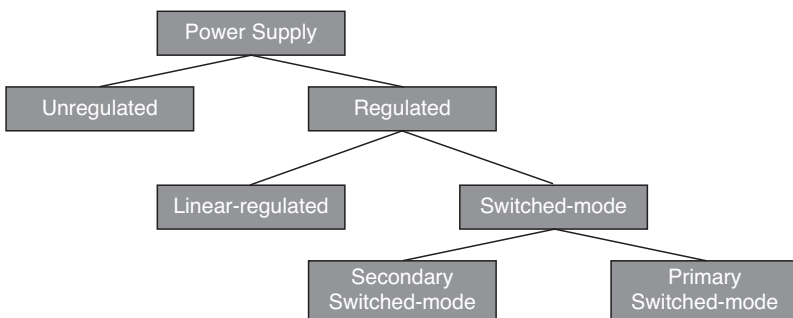 Power Supply
Unregulated
Regulated
Linear-regulated
Switched-mode
Secondary
Switched-mode
Primary
Switched-mode